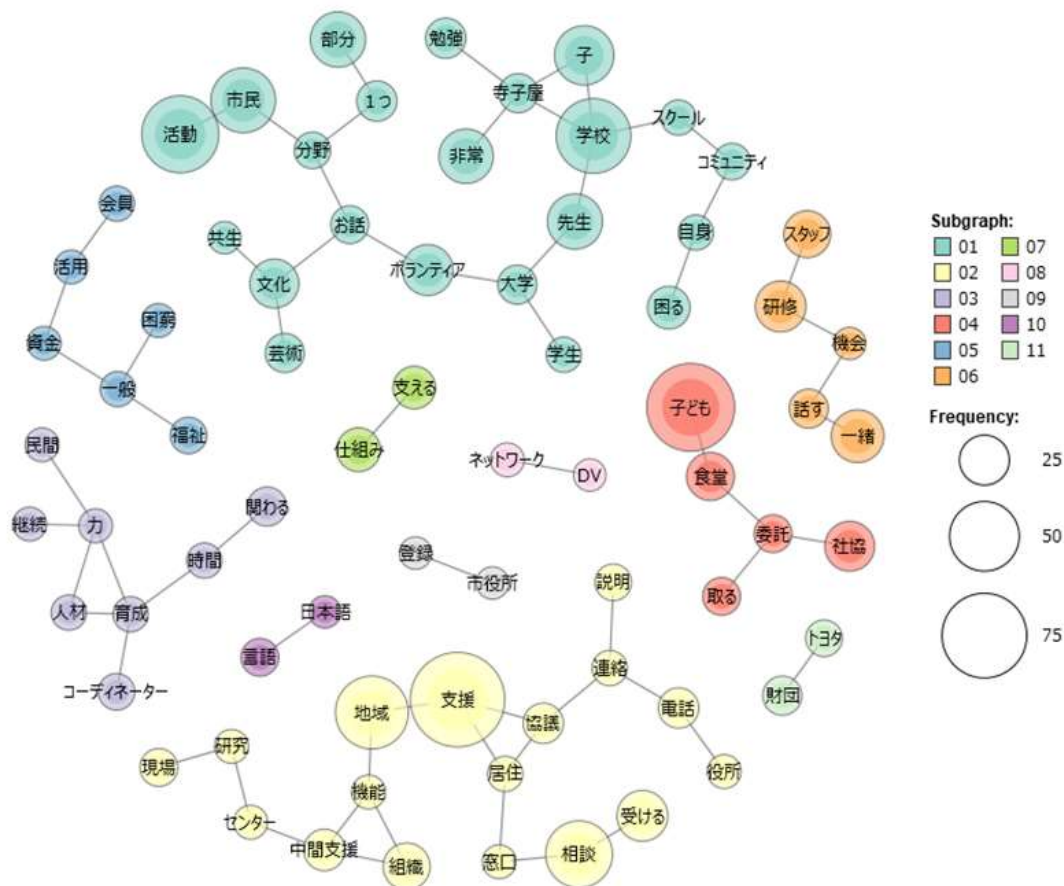 部分
勉強
子
市民
1つ
寺子屋
活動
スクール
学校
分野
非常
コミュニティ
会員
先生
お話
自身
スタッフ
共生
活用
ボランティア
文化
大学
困る
研修
困窮
資金
機会
芸術
学生
一般
支える
子ども
話す
福祉
一緒
民間
仕組み
ネットワーク
DV
食堂
関わる
継続
力
委託
社協
登録
時間
市役所
説明
取る
人材
育成
日本語
トヨタ
言語
連絡
コーディネーター
財団
支援
地域
協議
電話
研究
現場
居住
役所
機能
センター
受ける
中間支援
組織
窓口
相談
Subgraph:
01 07
02 08
03 09
04 10
05 11
06
Frequency:
25
50
75